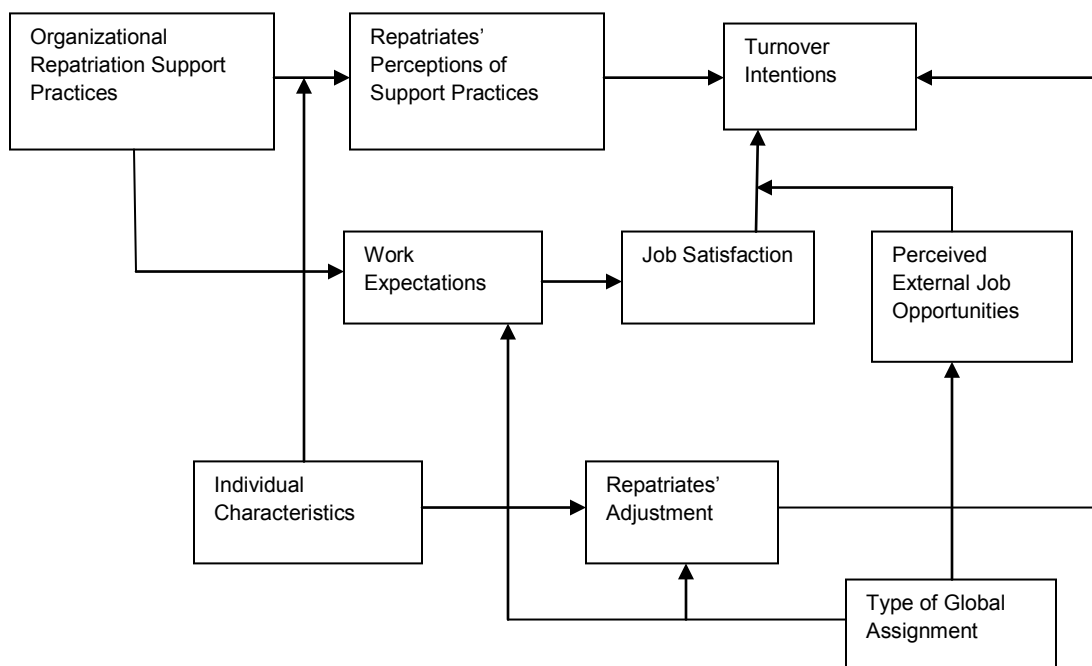 Organizational
Repatriation Support
Practices
Repatriates’
Perceptions of
Support Practices
Turnover
Intentions
Work
Expectations
Job Satisfaction
Perceived
External Job
Opportunities
Individual
Characteristics
Repatriates’
Adjustment
Type of Global
Assignment